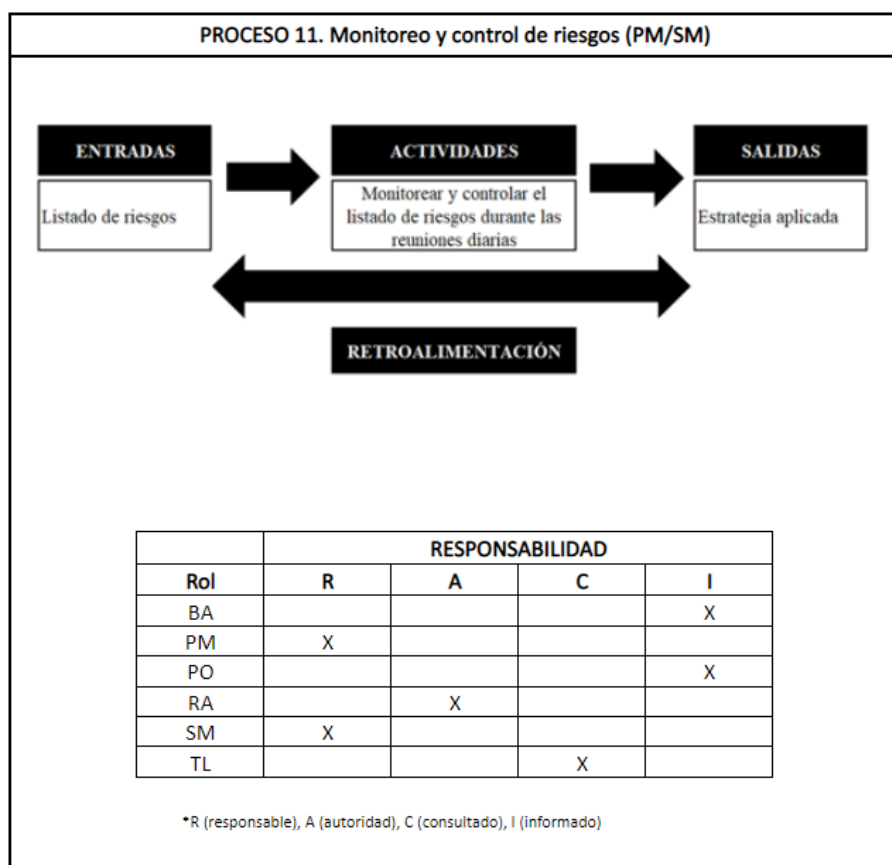 PROCESO 11. Monitoreo y control de riesgos (PM/SM)
ENTRADAS
Listado de riesgos
ACTIVIDADES
Monitorear y controlar el
listado de riesgos durante las
reuniones diarias
SALIDAS
Estrategia aplicada
RETROALIMENTACIÓN
RESPONSABILIDAD
Rol R A C I
BA X
PM X
PO X
RA X
SM X
TL X
*R (responsable), A (autoridad), C (consultado), I (informado)